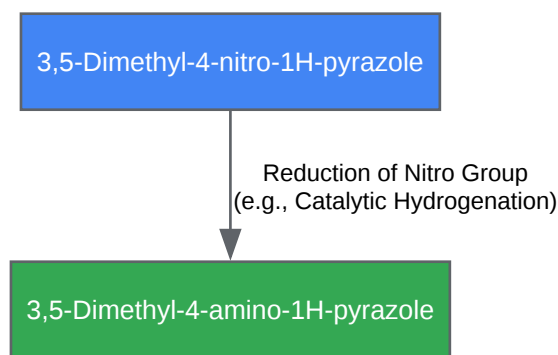 3,5-Dimethyl-4-nitro-1H-pyrazole
Reduction of Nitro Group
(e.g., Catalytic Hydrogenation)
3,5-Dimethyl-4-amino-1H-pyrazole